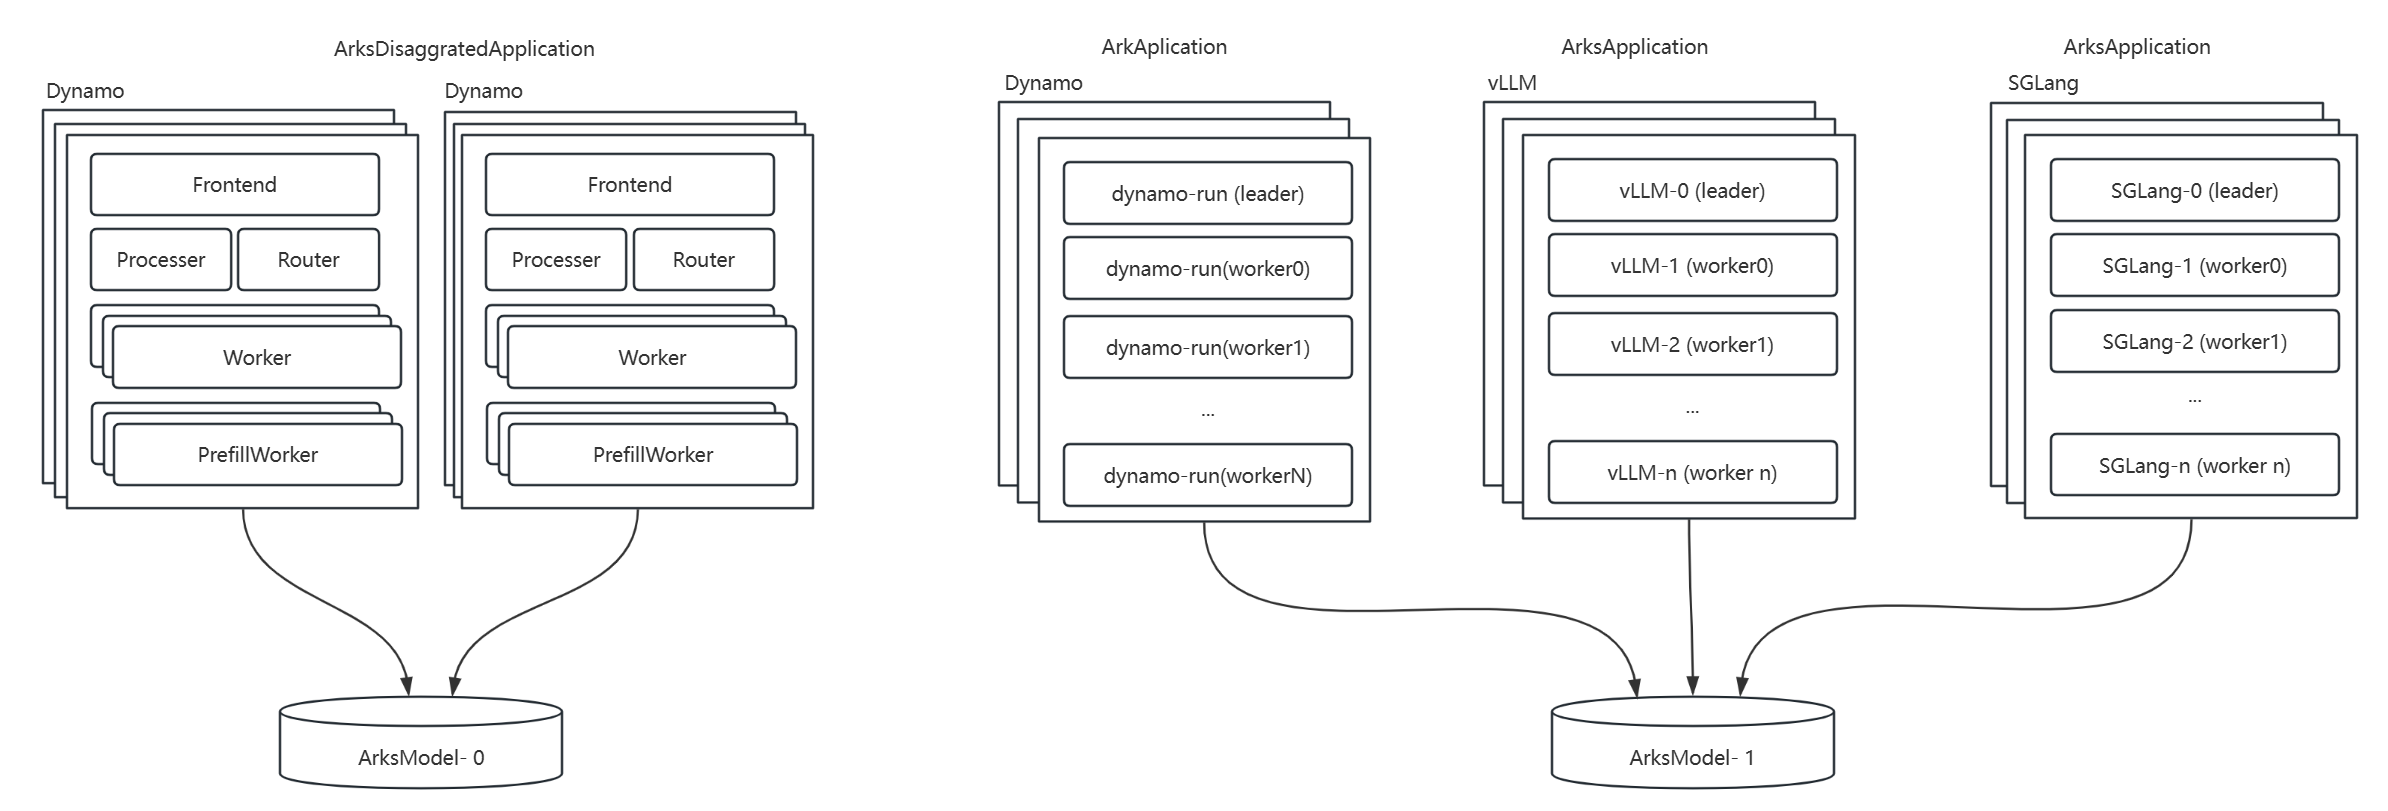 ArksDisaggratedApplication
Dynamo
Frontend
Processer
Router
Worker
PrefillWorker
Dynamo
Frontend
Processer
Router
Worker
PrefillWorker
ArksModel- 0
ArkAplication
Dynamo
dynamo-run (leader)
dynamo-run(worker0)
dynamo-run(worker1)
...
dynamo-run(workerN)
ArksApplication
vLLM
vLLM-0 (leader)
vLLM-1 (worker0)
vLLM-2 (worker1)
...
vLLM-n (worker n)
ArksApplication
SGLang
SGLang-0 (leader)
SGLang-1 (worker0)
SGLang-2 (worker1)
...
SGLang-n (worker n)
ArksModel- 1